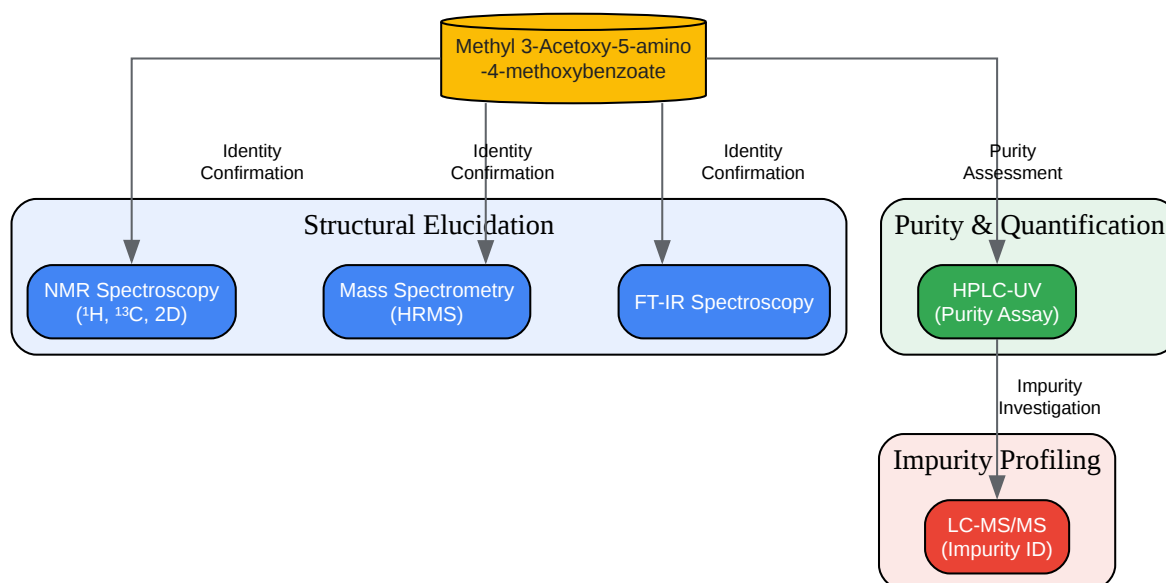 Methyl 3-Acetoxy-5-amino
-4-methoxybenzoate
Identity
Confirmation
Identity
Confirmation
Identity
Confirmation
Purity
Assessment
Structural Elucidation
Purity & Quantification
NMR Spectroscopy
(¹H, ¹³C, 2D)
Mass Spectrometry
(HRMS)
FT-IR Spectroscopy
HPLC-UV
(Purity Assay)
Impurity
Investigation
Impurity Profiling
LC-MS/MS
(Impurity ID)